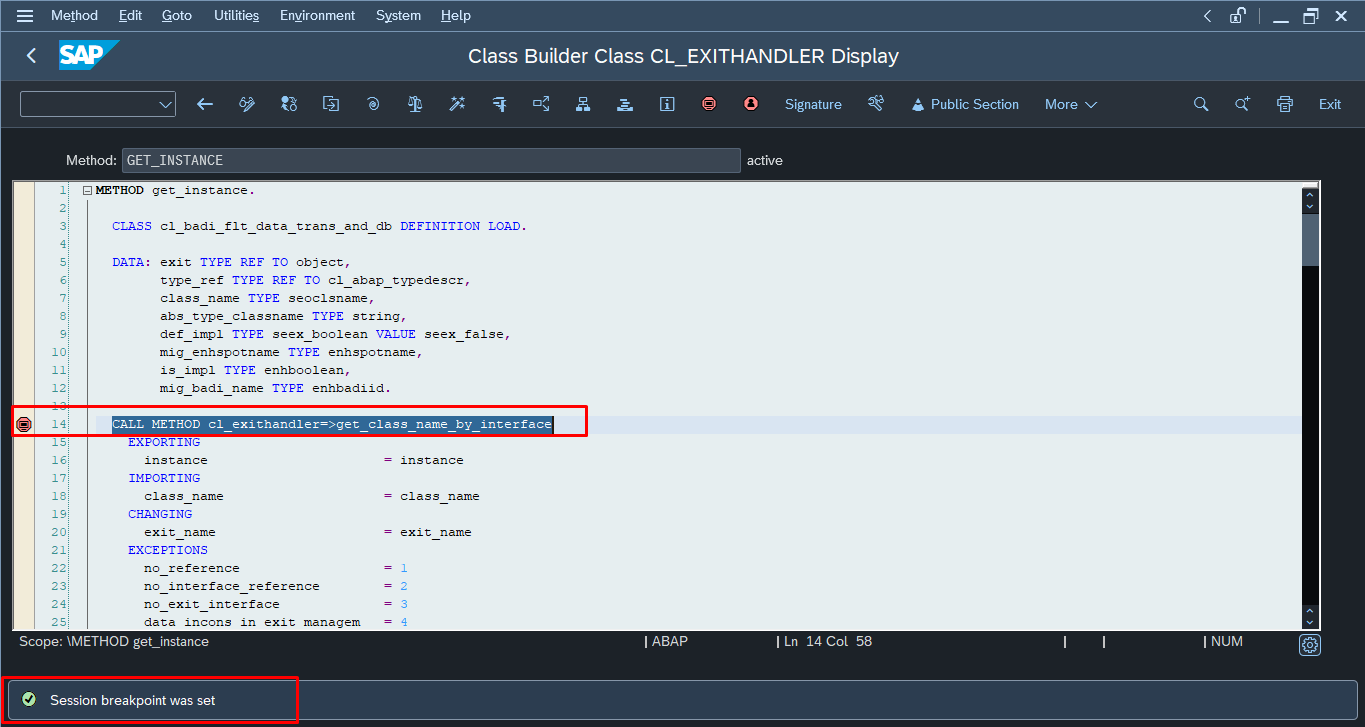 Method Edit Goto Utilities Environment System Help
SAP
Class Builder Class CL_EXITHANDLER Display
Signature Public Section More Exit
Method: GET_INSTANCE active
1 METHOD get_instance.
2
3 CLASS cl_badi_flt_data_trans_and_db DEFINITION LOAD.
4
5 DATA: exit TYPE REF TO object,
6 type_ref TYPE REF TO cl_abap_typedescr,
7 class_name TYPE seoclsname,
8 abs_type_classname TYPE string,
9 def_impl TYPE seex_boolean VALUE seex_false,
10 mig_enhspotname TYPE enhspotname,
11 is_impl TYPE enhboolean,
12 mig_badi_name TYPE enhbadiid.
13
14 CALL METHOD cl_exithandler=>get_class_name_by_interface
15 EXPORTING
16 instance = instance
17 IMPORTING
18 class_name = class_name
19 CHANGING
20 exit_name = exit_name
21 EXCEPTIONS
22 no_reference = 1
23 no_interface_reference = 2
24 no_exit_interface = 3
25 data_incons_in_exit_managem = 4
Scope: \METHOD get_instance | ABAP | Ln 14 Col 58 | | | NUM
Session breakpoint was set